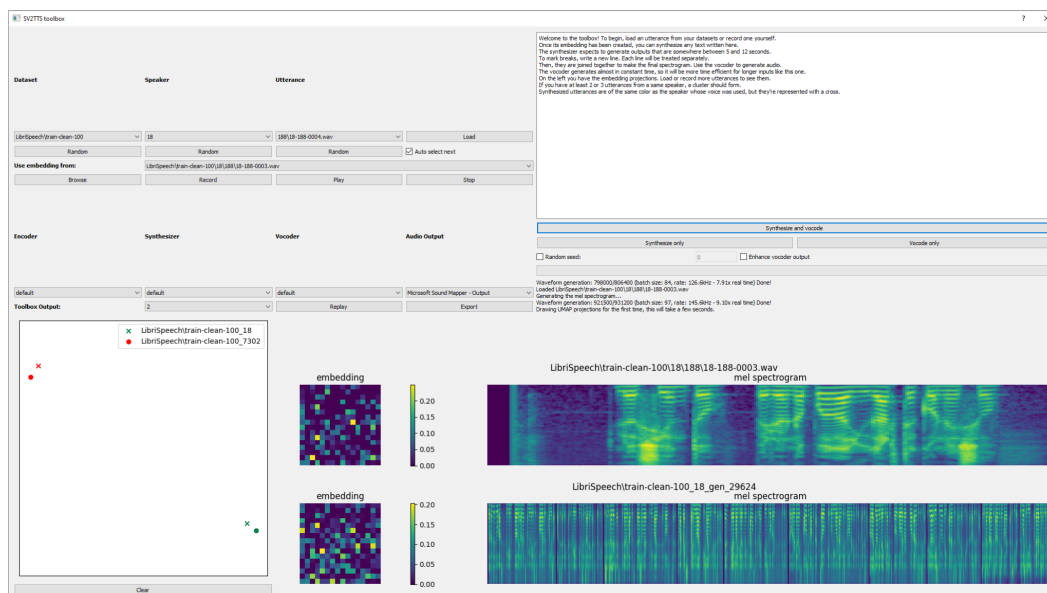 SV2TTS toolbox
? ×
Dataset
Speaker
Utterance
LibriSpeech\train-clean-100
18
188\18-188-0004.wav
Load
Random
Random
Random
Auto select next
Use embedding from:
LibriSpeech\train-clean-100\18\188\18-188-0003.wav
Browse
Record
Play
Stop
Encoder
Synthesizer
Vocoder
Audio Output
default
default
default
Microsoft Sound Mapper - Output
Toolbox Output:
2
Replay
Export
Welcome to the toolbox! To begin, load an utterance from your datasets or record one yourself.
Once its embedding has been created, you can synthesize any text written here.
The synthesizer expects to generate outputs that are somewhere between 5 and 12 seconds.
To mark breaks, write a new line. Each line will be treated separately.
Then, they are joined together to make the final spectrogram. Use the vocoder to generate audio.
The vocoder generates almost in constant time, so it will be more time efficient for longer inputs like this one.
On the left you have the embedding projections. Load or record more utterances to see them.
If you have at least 2 or 3 utterances from a same speaker, a cluster should form.
Synthesized utterances are of the same color as the speaker whose voice was used, but they're represented with a cross.
Synthesize and vocode
Synthesize only
Vocode only
Random seed:
0
Enhance vocoder output
Waveform generation: 798000/806400 (batch size: 84, rate: 126.6kHz - 7.91x real time) Done!
Loaded LibriSpeech\train-clean-100\18\188\18-188-0003.wav
Generating the mel spectrogram...
Waveform generation: 921500/931200 (batch size: 97, rate: 145.6kHz - 9.10x real time) Done!
Drawing UMAP projections for the first time, this will take a few seconds.
LibriSpeech\train-clean-100_18
LibriSpeech\train-clean-100_7302
Clear
LibriSpeech\train-clean-100\18\188\18-188-0003.wav
embedding
mel spectrogram
0.20
0.15
0.10
0.05
0.00
LibriSpeech\train-clean-100_18_gen_29624
embedding
mel spectrogram
0.20
0.15
0.10
0.05
0.00